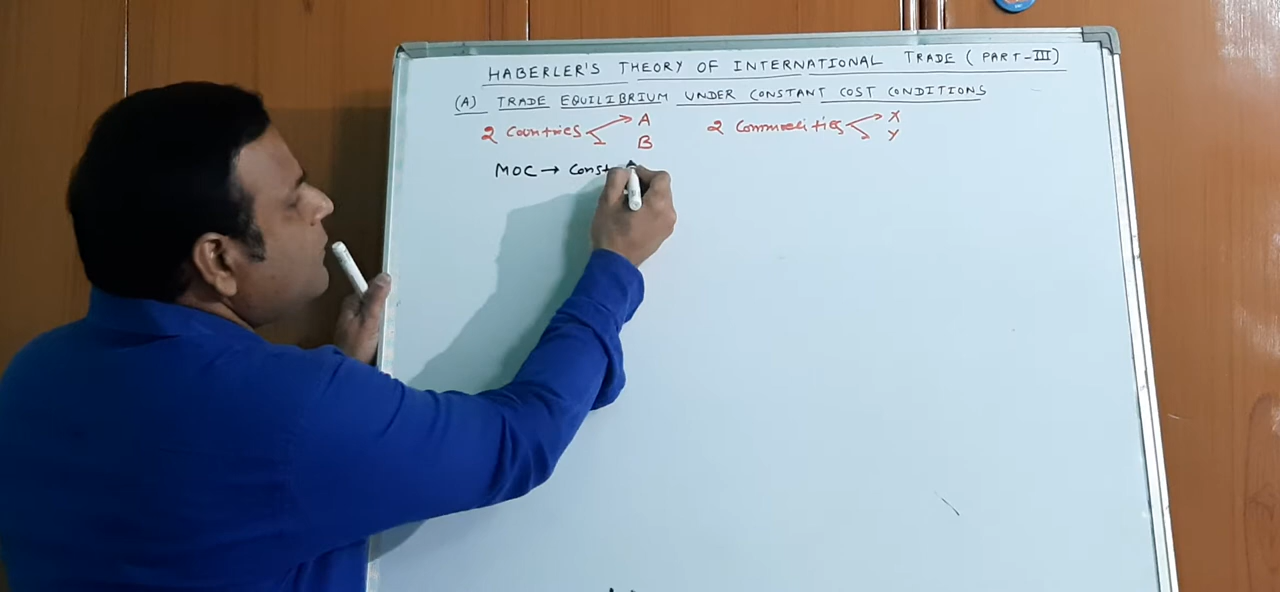 HABERLER'S THEORY OF INTERNATIONAL TRADE (PART-III)
(A) TRADE EQUILIBRIUM UNDER CONSTANT COST CONDITIONS
2 Countries → A B
2 Commodities → X Y
MOC → Const